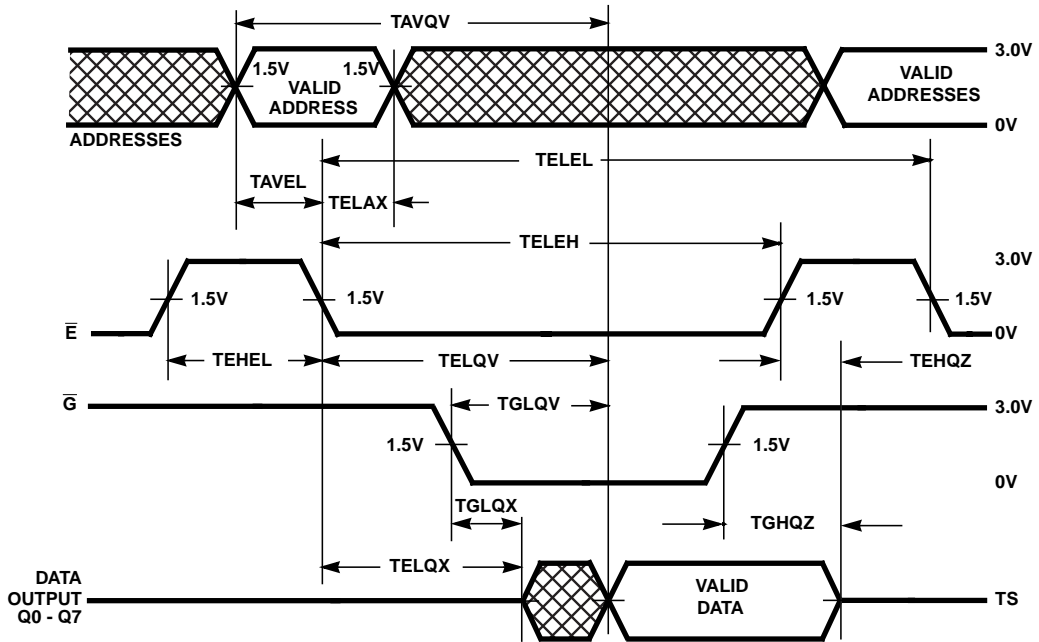 TAVQV
3.0V
1.5V
1.5V
VALID
ADDRESS
VALID
ADDRESSES
ADDRESSES
0V
TELEL
TAVEL
TELAX
TELEH
3.0V
1.5V
1.5V
1.5V
1.5V
E̅
0V
TEHEL
TELQV
TEHQZ
G̅
TGLQV
3.0V
1.5V
1.5V
0V
TGLQX
TGHQZ
TELQX
DATA
OUTPUT
Q0 - Q7
VALID
DATA
TS